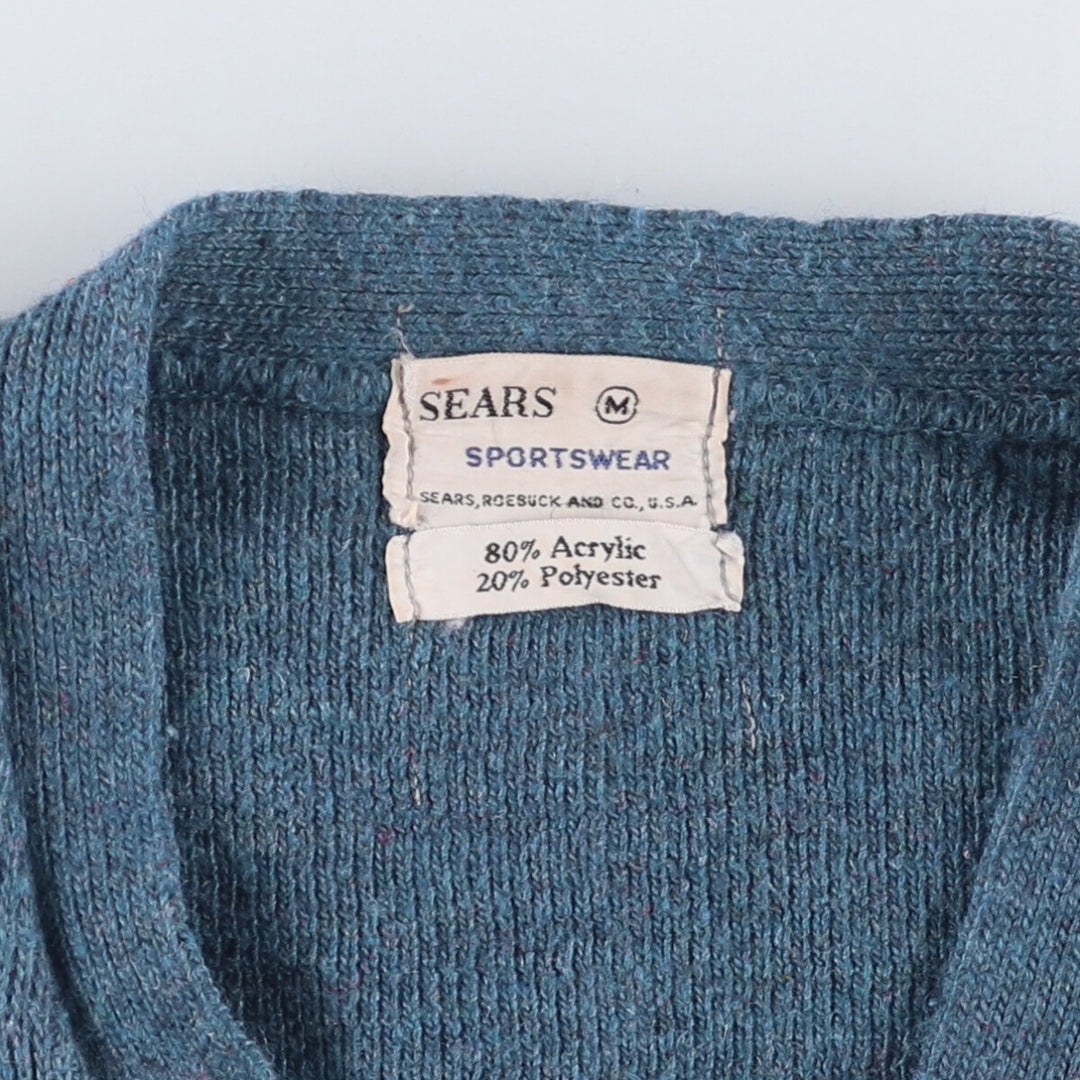 SEARS Ⓜ
SPORTSWEAR
SEARS, ROEBUCK AND CO., U.S.A.
80% Acrylic
20% Polyester